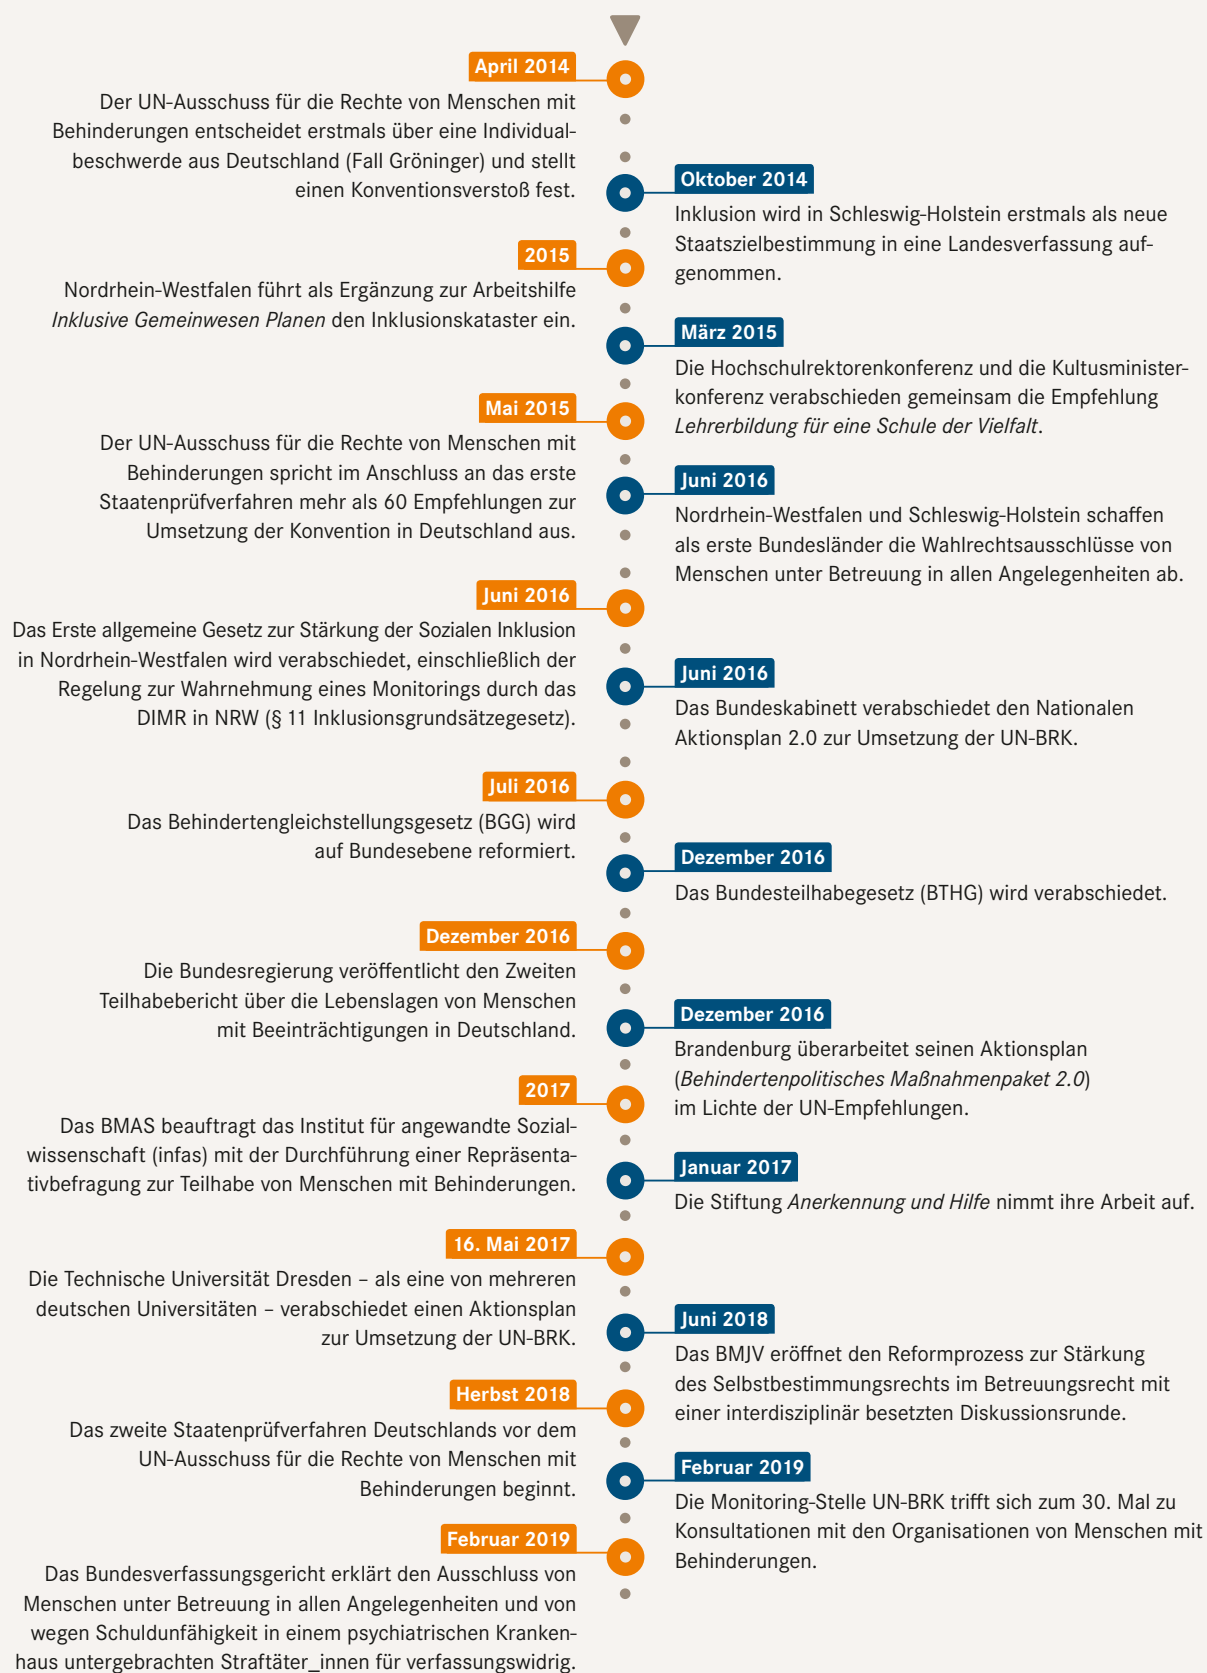 April 2014
Der UN-Ausschuss für die Rechte von Menschen mit
Behinderungen entscheidet erstmals über eine Individual-
beschwerde aus Deutschland (Fall Gröninger) und stellt
einen Konventionsverstoß fest.
Oktober 2014
Inklusion wird in Schleswig-Holstein erstmals als neue
Staatszielbestimmung in eine Landesverfassung auf-
genommen.
2015
Nordrhein-Westfalen führt als Ergänzung zur Arbeitshilfe
Inklusive Gemeinwesen Planen den Inklusionskataster ein.
März 2015
Die Hochschulrektorenkonferenz und die Kultusminister-
konferenz verabschieden gemeinsam die Empfehlung
Lehrerbildung für eine Schule der Vielfalt.
Mai 2015
Der UN-Ausschuss für die Rechte von Menschen mit
Behinderungen spricht im Anschluss an das erste
Staatenprüfverfahren mehr als 60 Empfehlungen zur
Umsetzung der Konvention in Deutschland aus.
Juni 2016
Nordrhein-Westfalen und Schleswig-Holstein schaffen
als erste Bundesländer die Wahlrechtsausschlüsse von
Menschen unter Betreuung in allen Angelegenheiten ab.
Juni 2016
Das Erste allgemeine Gesetz zur Stärkung der Sozialen Inklusion
in Nordrhein-Westfalen wird verabschiedet, einschließlich der
Regelung zur Wahrnehmung eines Monitorings durch das
DIMR in NRW (§ 11 Inklusionsgrundsätzegesetz).
Juni 2016
Das Bundeskabinett verabschiedet den Nationalen
Aktionsplan 2.0 zur Umsetzung der UN-BRK.
Juli 2016
Das Behindertengleichstellungsgesetz (BGG) wird
auf Bundesebene reformiert.
Dezember 2016
Das Bundesteilhabegesetz (BTHG) wird verabschiedet.
Dezember 2016
Die Bundesregierung veröffentlicht den Zweiten
Teilhabebericht über die Lebenslagen von Menschen
mit Beeinträchtigungen in Deutschland.
Dezember 2016
Brandenburg überarbeitet seinen Aktionsplan
(Behindertenpolitisches Maßnahmenpaket 2.0)
im Lichte der UN-Empfehlungen.
2017
Das BMAS beauftragt das Institut für angewandte Sozial-
wissenschaft (infas) mit der Durchführung einer Repräsenta-
tivbefragung zur Teilhabe von Menschen mit Behinderungen.
Januar 2017
Die Stiftung Anerkennung und Hilfe nimmt ihre Arbeit auf.
16. Mai 2017
Die Technische Universität Dresden – als eine von mehreren
deutschen Universitäten – verabschiedet einen Aktionsplan
zur Umsetzung der UN-BRK.
Juni 2018
Das BMJV eröffnet den Reformprozess zur Stärkung
des Selbstbestimmungsrechts im Betreuungsrecht mit
einer interdisziplinär besetzten Diskussionsrunde.
Herbst 2018
Das zweite Staatenprüfverfahren Deutschlands vor dem
UN-Ausschuss für die Rechte von Menschen mit
Behinderungen beginnt.
Februar 2019
Die Monitoring-Stelle UN-BRK trifft sich zum 30. Mal zu
Konsultationen mit den Organisationen von Menschen mit
Behinderungen.
Februar 2019
Das Bundesverfassungsgericht erklärt den Ausschluss von
Menschen unter Betreuung in allen Angelegenheiten und von
wegen Schuldunfähigkeit in einem psychiatrischen Kranken-
haus untergebrachten Straftäter_innen für verfassungswidrig.